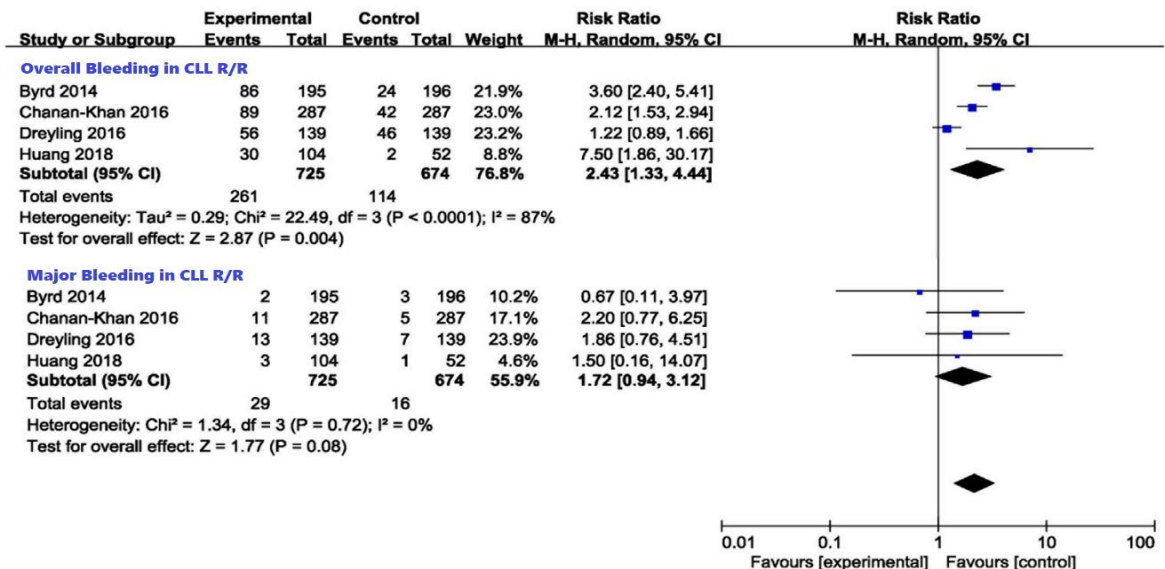 Experimental Control Risk Ratio Risk Ratio
Study or Subgroup Events Total Events Total Weight M-H, Random, 95% CI M-H, Random, 95% CI
Overall Bleeding in CLL R/R
Byrd 2014 86 195 24 196 21.9% 3.60 [2.40, 5.41]
Chanan-Khan 2016 89 287 42 287 23.0% 2.12 [1.53, 2.94]
Dreyling 2016 56 139 46 139 23.2% 1.22 [0.89, 1.66]
Huang 2018 30 104 2 52 8.8% 7.50 [1.86, 30.17]
Subtotal (95% CI) 725 674 76.8% 2.43 [1.33, 4.44]
Total events 261 114
Heterogeneity: Tau² = 0.29; Chi² = 22.49, df = 3 (P < 0.0001); I² = 87%
Test for overall effect: Z = 2.87 (P = 0.004)
Major Bleeding in CLL R/R
Byrd 2014 2 195 3 196 10.2% 0.67 [0.11, 3.97]
Chanan-Khan 2016 11 287 5 287 17.1% 2.20 [0.77, 6.25]
Dreyling 2016 13 139 7 139 23.9% 1.86 [0.76, 4.51]
Huang 2018 3 104 1 52 4.6% 1.50 [0.16, 14.07]
Subtotal (95% CI) 725 674 55.9% 1.72 [0.94, 3.12]
Total events 29 16
Heterogeneity: Chi² = 1.34, df = 3 (P = 0.72); I² = 0%
Test for overall effect: Z = 1.77 (P = 0.08)
0.01 0.1 1 10 100
Favours [experimental] Favours [control]